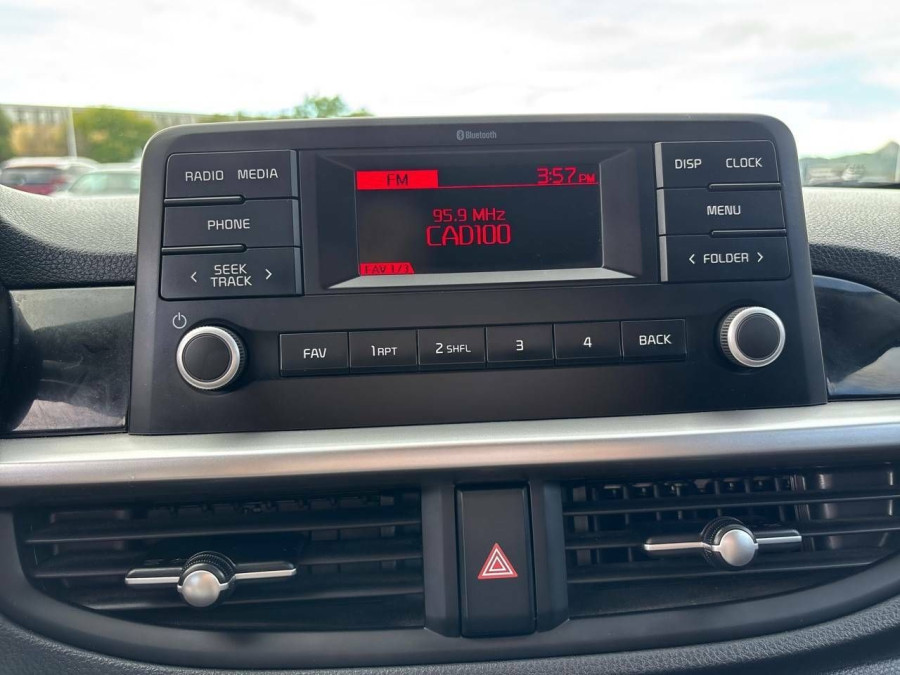 Bluetooth
RADIO MEDIA
PHONE
< SEEK TRACK >
FM 3:57 PM
95.9 MHz
CAD100
FAV 1/1
DISP CLOCK
MENU
< FOLDER >
FAV 1 RPT 2 SHFL 3 4 BACK